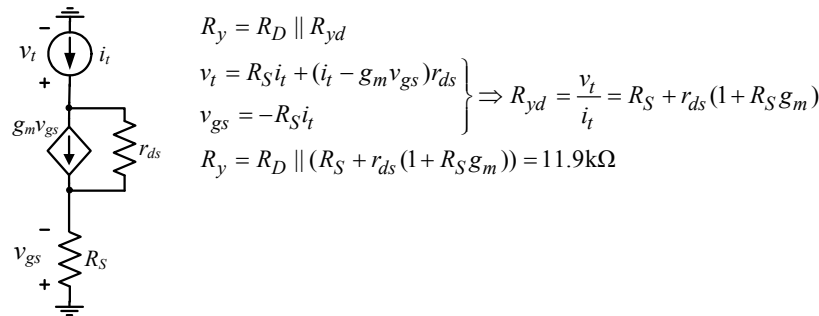 −
v_t i_t
+
g_m v_gs
r_ds
−
v_gs R_S
+
R_y = R_D || R_yd
v_t = R_S i_t + (i_t − g_m v_gs) r_ds
v_gs = −R_S i_t
} ⇒ R_yd = v_t / i_t = R_S + r_ds (1 + R_S g_m)
R_y = R_D || (R_S + r_ds (1 + R_S g_m)) = 11.9kΩ